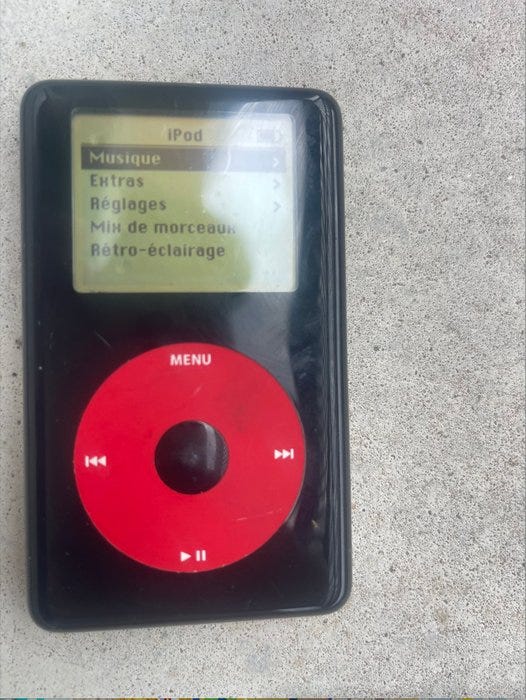 iPod
Musique
Extras
Réglages
Mix de morceaux
Rétro-éclairage
MENU